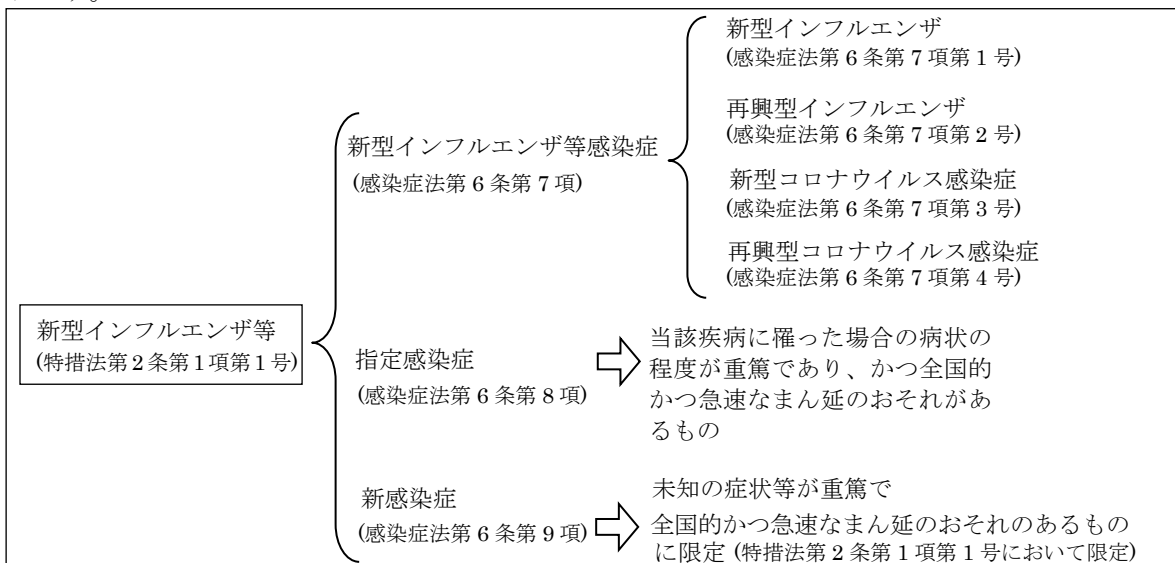 新型インフルエンザ等
(特措法第2条第1項第1号)
新型インフルエンザ等感染症
(感染症法第 6 条第 7 項)
新型インフルエンザ
(感染症法第 6 条第 7 項第 1 号)
再興型インフルエンザ
(感染症法第 6 条第 7 項第 2 号)
新型コロナウイルス感染症
(感染症法第 6 条第 7 項第 3 号)
再興型コロナウイルス感染症
(感染症法第 6 条第 7 項第 4 号)
指定感染症
(感染症法第 6 条第 8 項)
当該疾病に罹った場合の病状の
程度が重篤であり、かつ全国的
かつ急速なまん延のおそれがあ
るもの
新感染症
(感染症法第 6 条第 9 項)
未知の症状等が重篤で
全国的かつ急速なまん延のおそれのあるもの
に限定 (特措法第 2 条第 1 項第 1 号において限定)